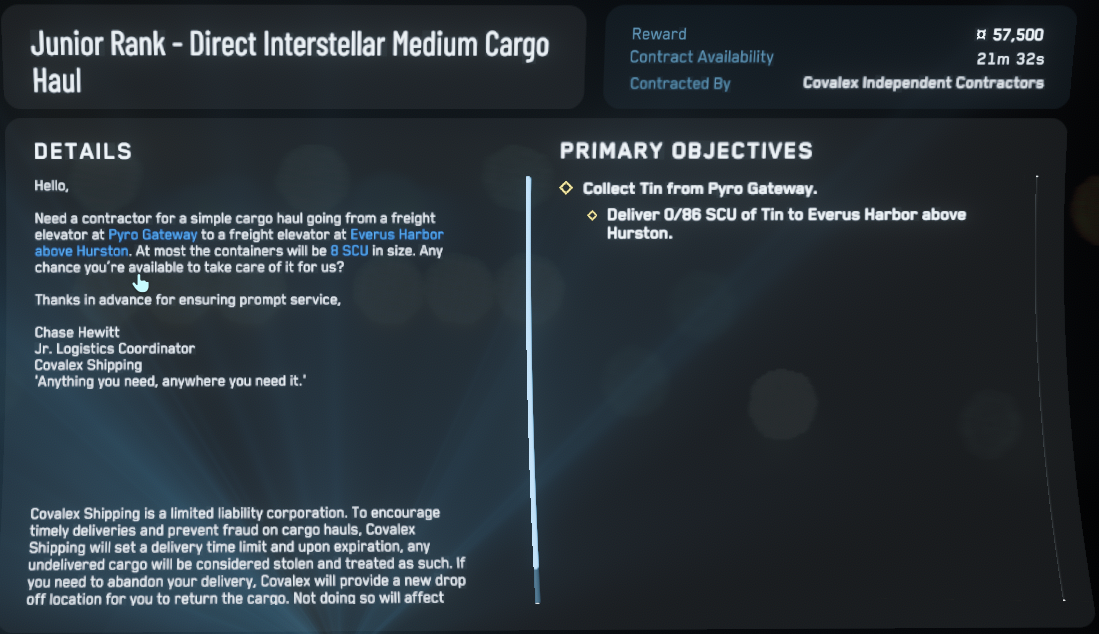 Junior Rank - Direct Interstellar Medium Cargo
Haul
Reward
¤ 57,500
Contract Availability
21m 32s
Contracted By
Covalex Independent Contractors
DETAILS
Hello,
Need a contractor for a simple cargo haul going from a freight
elevator at Pyro Gateway to a freight elevator at Everus Harbor
above Hurston. At most the containers will be 8 SCU in size. Any
chance you're available to take care of it for us?
Thanks in advance for ensuring prompt service,
Chase Hewitt
Jr. Logistics Coordinator
Covalex Shipping
'Anything you need, anywhere you need it.'
Covalex Shipping is a limited liability corporation. To encourage
timely deliveries and prevent fraud on cargo hauls, Covalex
Shipping will set a delivery time limit and upon expiration, any
undelivered cargo will be considered stolen and treated as such. If
you need to abandon your delivery, Covalex will provide a new drop
off location for you to return the cargo. Not doing so will affect
PRIMARY OBJECTIVES
Collect Tin from Pyro Gateway.
Deliver 0/86 SCU of Tin to Everus Harbor above
Hurston.